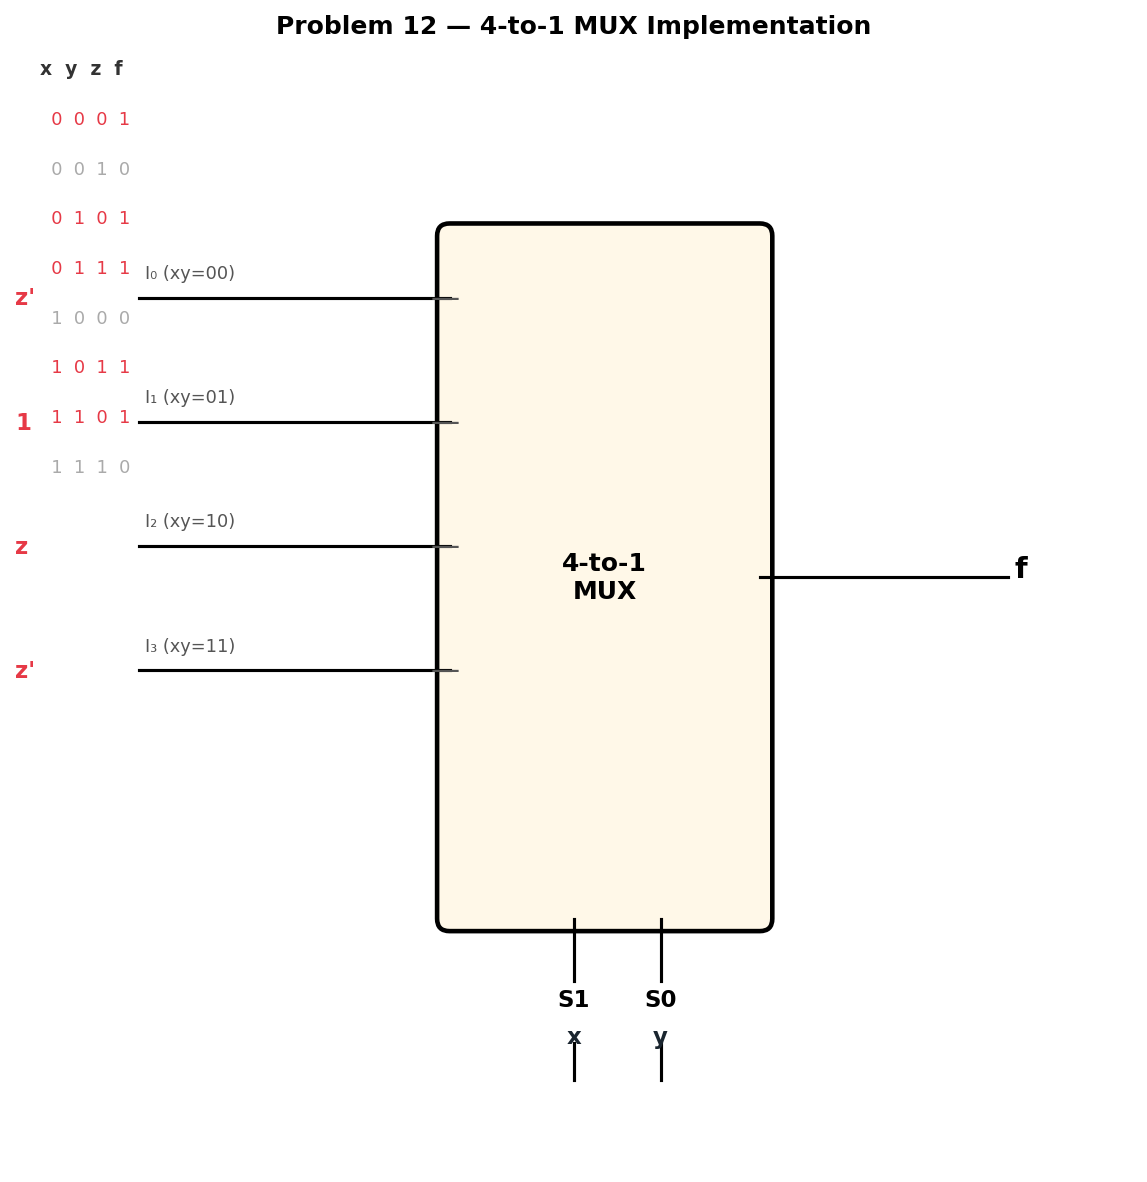 Problem 12 — 4-to-1 MUX Implementation
x y z f
0 0 0 1
0 0 1 0
0 1 0 1
0 1 1 1
I₀ (xy=00)
z'
1 0 0 0
1 0 1 1
I₁ (xy=01)
1 1 0 1
1
1 1 1 0
I₂ (xy=10)
z
4-to-1
MUX
f
I₃ (xy=11)
z'
S1 S0
x y